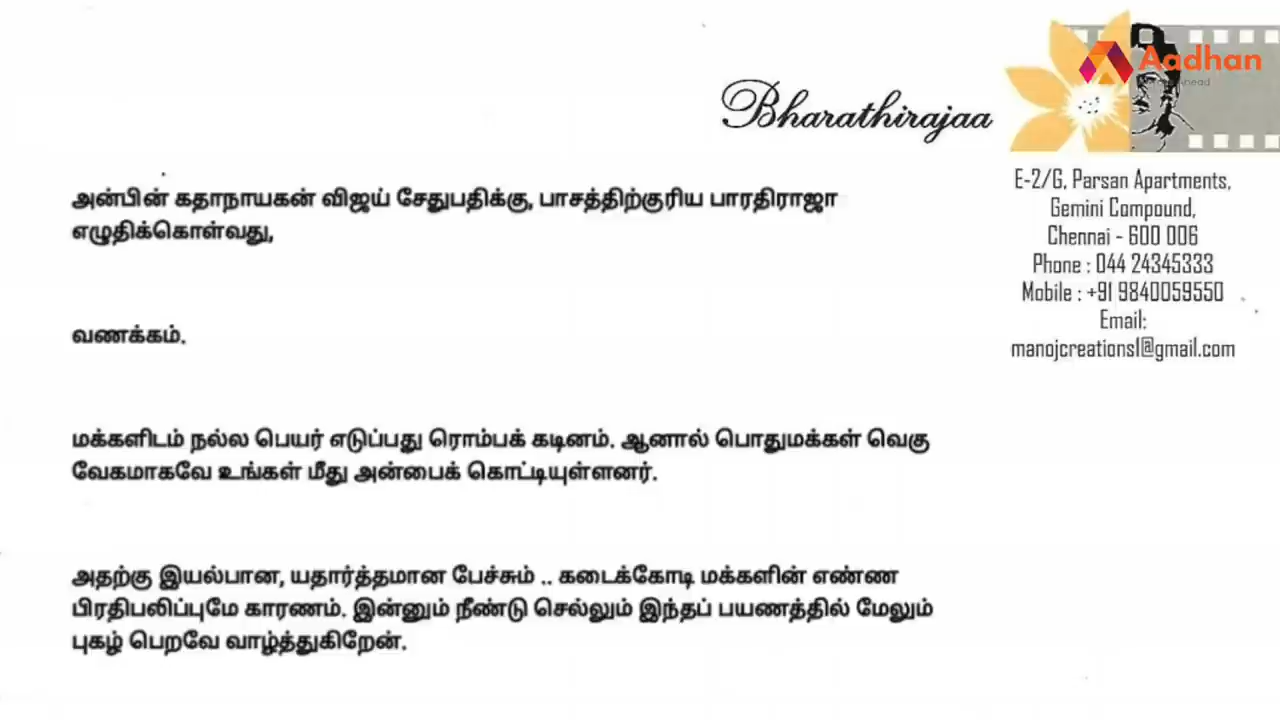 Aadhan
Bharathirajaa
E-2/G, Parsan Apartments,
Gemini Compound,
Chennai - 600 006
Phone : 044 24345333
Mobile : +91 9840059550
Email:
manojcreations1@gmail.com
அன்பின் கதாநாயகன் விஜய் சேதுபதிக்கு, பாசத்திற்குரிய பாரதிராஜா
எழுதிக்கொள்வது,
வணக்கம்.
மக்களிடம் நல்ல பெயர் எடுப்பது ரொம்பக் கடினம். ஆனால் பொதுமக்கள் வெகு
வேகமாகவே உங்கள் மீது அன்பைக் கொட்டியுள்ளனர்.
அதற்கு இயல்பான, யதார்த்தமான பேச்சும் .. கடைக்கோடி மக்களின் எண்ண
பிரதிபலிப்புமே காரணம். இன்னும் நீண்டு செல்லும் இந்தப் பயணத்தில் மேலும்
புகழ் பெறவே வாழ்த்துகிறேன்.